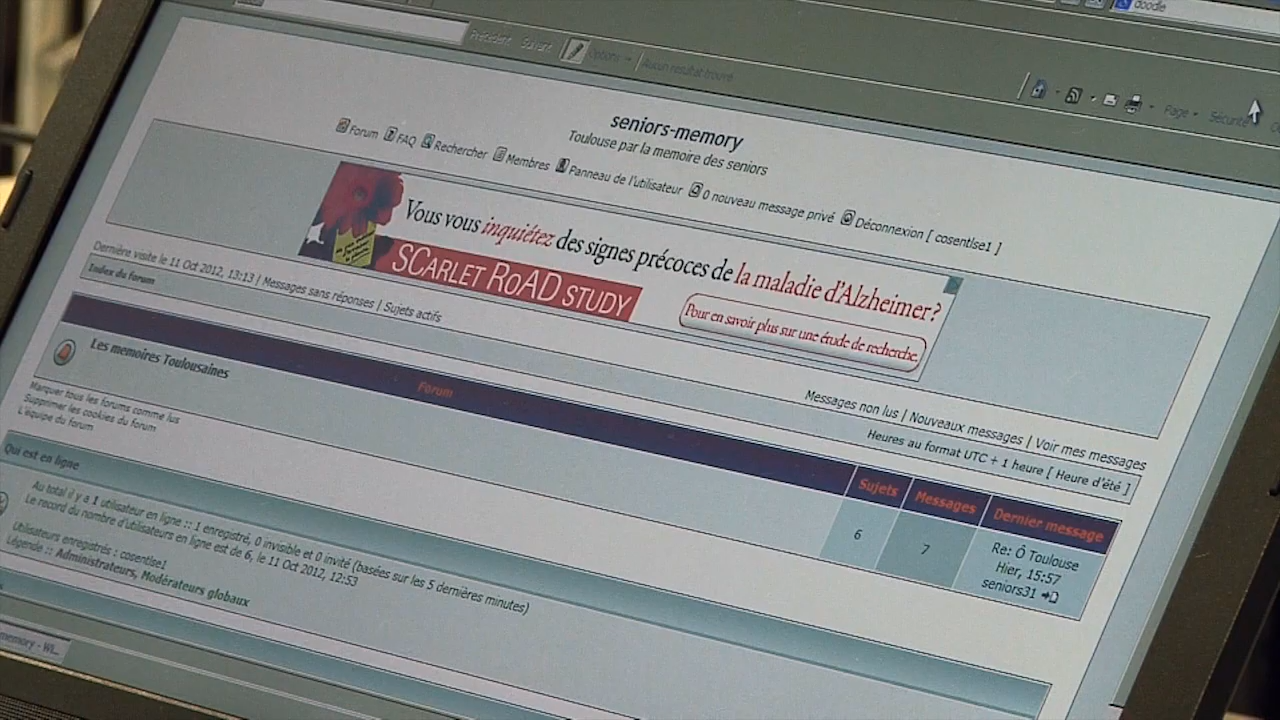 doodle
Précédent Suivant Options Aucun résultat trouvé
Page Sécurité
seniors-memory
Toulouse par la memoire des seniors
Forum FAQ Rechercher Membres Panneau de l'utilisateur 0 nouveau message privé Déconnexion [ cosentlse1 ]
Vous vous inquiétez des signes précoces de la maladie d'Alzheimer?
SCARLET ROAD STUDY
Pour en savoir plus sur une étude de recherche.
Dernière visite le 11 Oct 2012, 13:13 | Messages sans réponses | Sujets actifs
Messages non lus | Nouveaux messages | Voir mes messages
Index du forum
Heures au format UTC + 1 heure [ Heure d'été ]
Forum Sujets Messages Dernier message
Les memoires Toulousaines
6 7 Re: Ô Toulouse
Hier, 15:57
seniors31
Marquer tous les forums comme lus
Supprimer les cookies du forum
L'équipe du forum
Qui est en ligne
Au total il y a 1 utilisateur en ligne :: 1 enregistré, 0 invisible et 0 invité (basées sur les 5 dernières minutes)
Le record du nombre d'utilisateurs en ligne est de 6, le 11 Oct 2012, 12:53
Utilisateurs enregistrés : cosentlse1
Légende :: Administrateurs, Modérateurs globaux
memory - Wi...